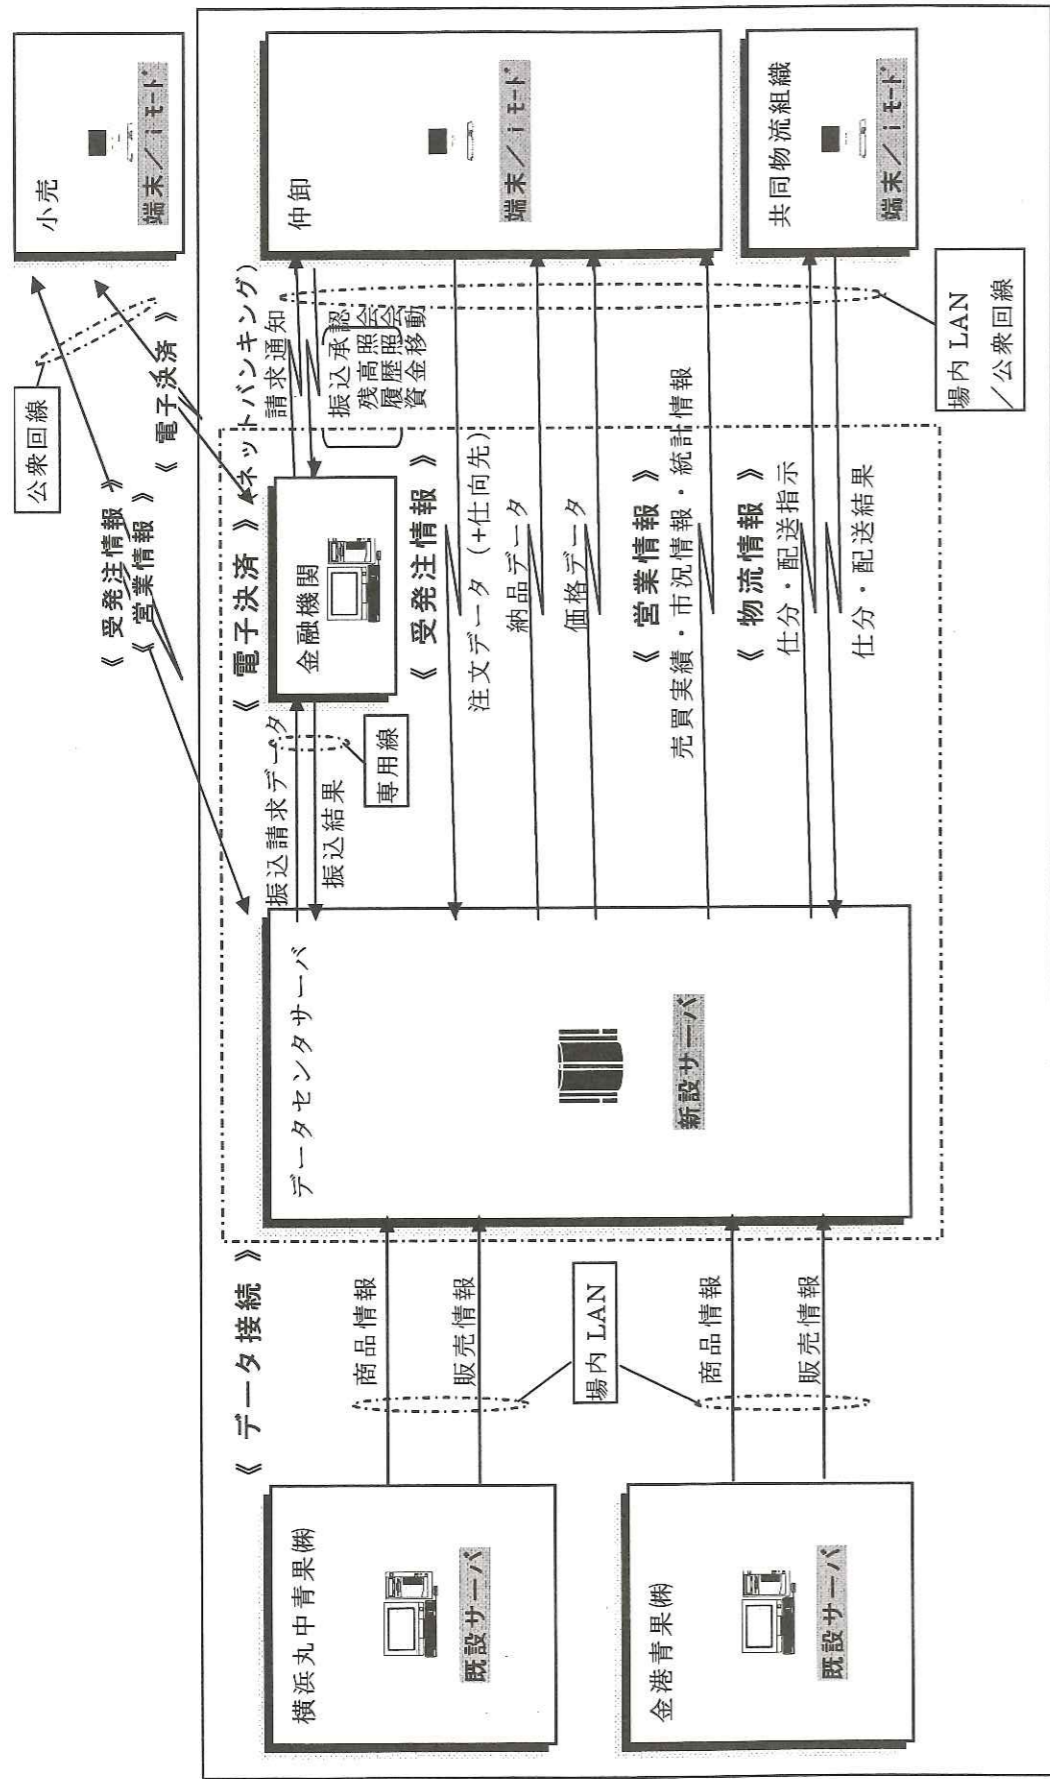 公衆回線
小売
端末／ｉモード
《 受発注情報 》
《 営業情報 》
《 電子決済 》
《 データ接続 》
《 電子決済 》
(ネットバンキング)
横浜丸中青果㈱
既設サーバ
商品情報
販売情報
場内 LAN
金港青果㈱
既設サーバ
商品情報
販売情報
データセンタサーバ
新設サーバ
振込請求データ
振込結果
専用線
金融機関
請求通知
振込承認
残高照会
履歴照会
資金移動
《 受発注情報 》
注文データ (+仕向先)
納品データ
価格データ
《 営業情報 》
売買実績・市況情報・統計情報
《 物流情報 》
仕分・配送指示
仕分・配送結果
仲卸
端末／ｉモード
共同物流組織
端末／ｉモード
場内 LAN
／公衆回線